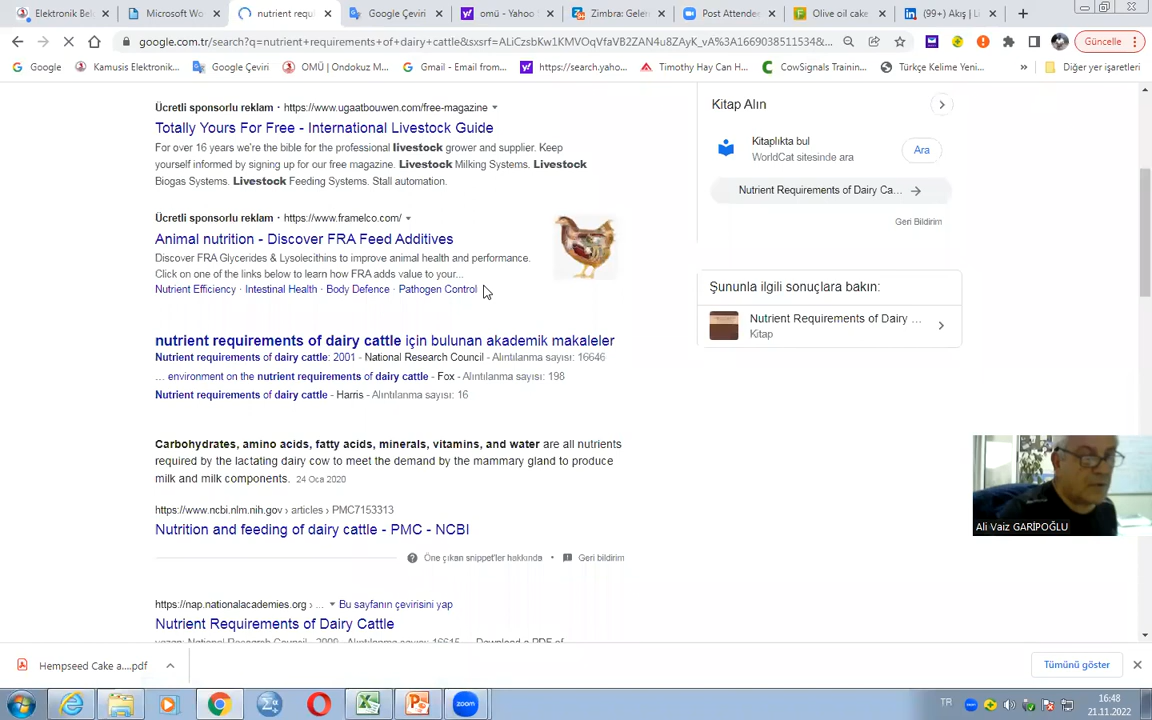 Elektronik Bel
Microsoft Wo
nutrient requ
Google Çeviri
omü - Yahoo
Zimbra: Gele
Post Attende
Olive oil cake
(99+) Akış | Li
google.com.tr/search?q=nutrient+requirements+of+dairy+cattle&sxsrf=ALiCzsbKw1KMVOqVfaVB2ZAN4u8ZAyK_vA%3A1669038511534&...
Güncelle
Google
Kamusis Elektronik...
Google Çeviri
OMÜ | Ondokuz M...
Gmail - Email from...
https://search.yaho...
Timothy Hay Can H...
CowSignals Trainin...
Türkçe Kelime Yeni...
»
Diğer yer işaretleri
Ücretli sponsorlu reklam · https://www.ugaatbouwen.com/free-magazine
Totally Yours For Free - International Livestock Guide
For over 16 years we're the bible for the professional livestock grower and supplier. Keep
yourself informed by signing up for our free magazine. Livestock Milking Systems. Livestock
Biogas Systems. Livestock Feeding Systems. Stall automation.
Ücretli sponsorlu reklam · https://www.framelco.com/
Animal nutrition - Discover FRA Feed Additives
Discover FRA Glycerides & Lysolecithins to improve animal health and performance.
Click on one of the links below to learn how FRA adds value to your...
Nutrient Efficiency · Intestinal Health · Body Defence · Pathogen Control
nutrient requirements of dairy cattle için bulunan akademik makaleler
Nutrient requirements of dairy cattle: 2001 - National Research Council - Alıntılanma sayısı: 16646
... environment on the nutrient requirements of dairy cattle - Fox - Alıntılanma sayısı: 198
Nutrient requirements of dairy cattle - Harris - Alıntılanma sayısı: 16
Carbohydrates, amino acids, fatty acids, minerals, vitamins, and water are all nutrients
required by the lactating dairy cow to meet the demand by the mammary gland to produce
milk and milk components. 24 Oca 2020
https://www.ncbi.nlm.nih.gov › articles › PMC7153313
Nutrition and feeding of dairy cattle - PMC - NCBI
Öne çıkan snippet'ler hakkında · Geri bildirim
https://nap.nationalacademies.org › ... Bu sayfanın çevirisini yap
Nutrient Requirements of Dairy Cattle
yazan: National Research Council · 2000 · Alıntılanma sayısı: 16615 · Download a PDF of
Kitap Alın
Kitaplıkta bul
WorldCat sitesinde ara
Ara
Nutrient Requirements of Dairy Ca...
Geri Bildirim
Şununla ilgili sonuçlara bakın:
Nutrient Requirements of Dairy ...
Kitap
Ali Vaiz GARİPOĞLU
Hempseed Cake a....pdf
Tümünü göster
zoom
TR
16:48
21.11.2022